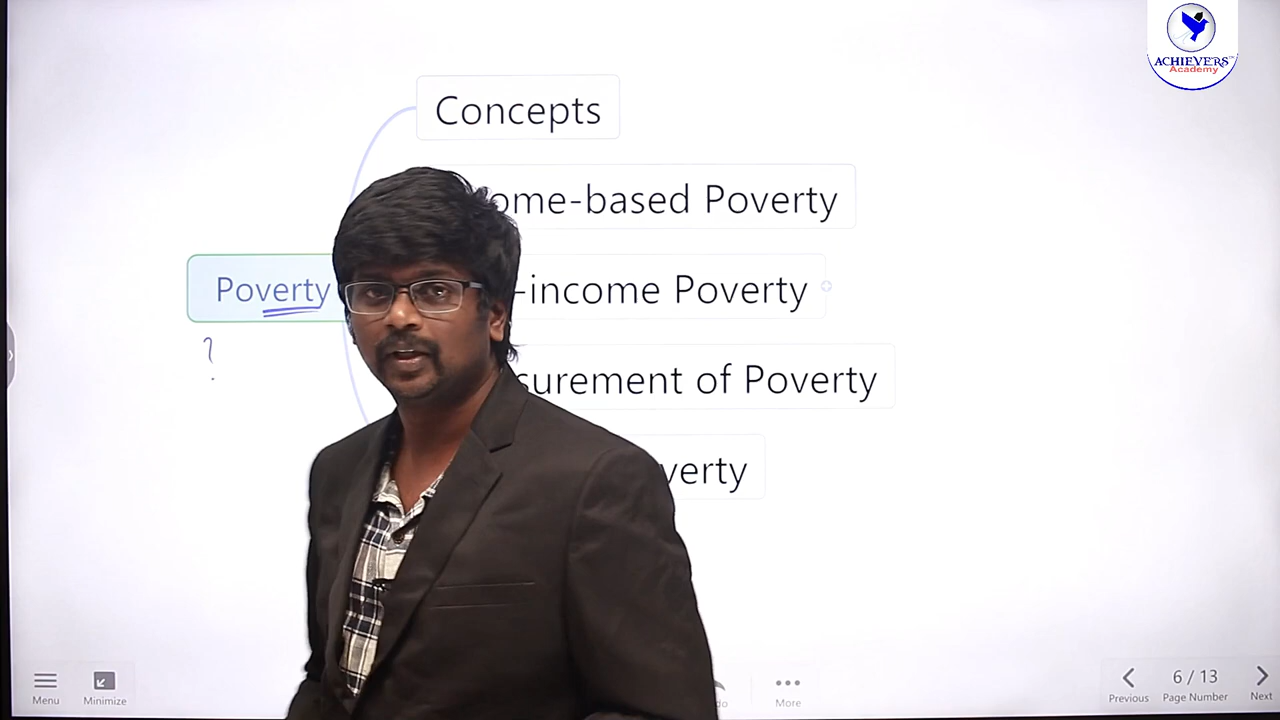 ACHIEVERS
Academy
Concepts
ome-based Poverty
Poverty
-income Poverty
?
surement of Poverty
verty
Menu
Minimize
do
More
Previous
6 / 13
Page Number
Next